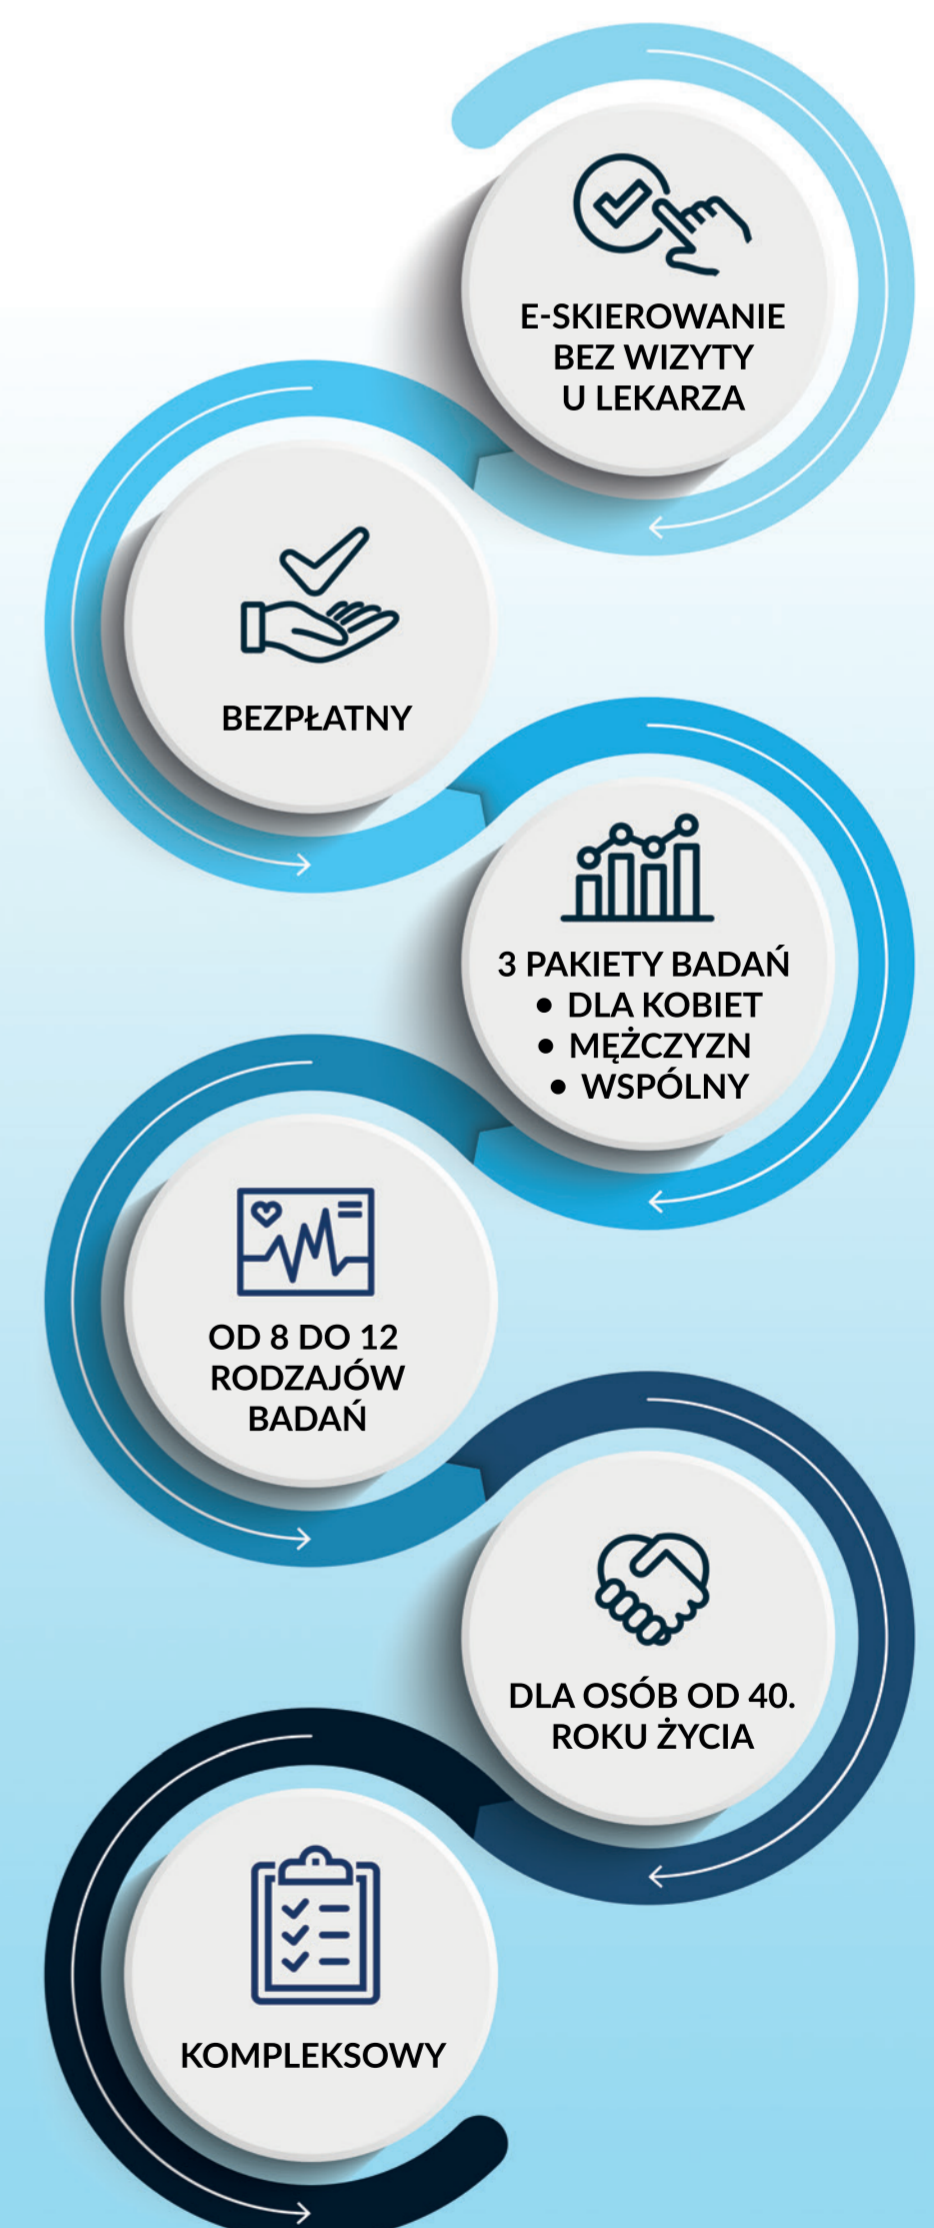 E-SKIEROWANIE
BEZ WIZYTY
U LEKARZA
BEZPŁATNY
3 PAKIETY BADAŃ
• DLA KOBIET
• MĘŻCZYZN
• WSPÓLNY
OD 8 DO 12
RODZAJÓW
BADAŃ
DLA OSÓB OD 40.
ROKU ŻYCIA
KOMPLEKSOWY